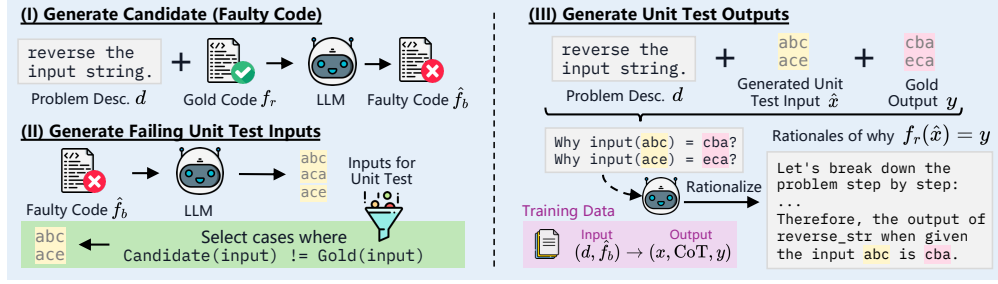 (I) Generate Candidate (Faulty Code)
reverse the
input string.
+
</>
Problem Desc. d
Gold Code f_r
LLM
Faulty Code f̂_b
(II) Generate Failing Unit Test Inputs
</>
abc
aca
ace
Inputs for
Unit Test
Faulty Code f̂_b
LLM
abc
ace
Select cases where
Candidate(input) != Gold(input)
(III) Generate Unit Test Outputs
reverse the
input string.
+
abc
ace
+
cba
eca
Problem Desc. d
Generated Unit
Test Input x̂
Gold
Output y
Why input(abc) = cba?
Why input(ace) = eca?
Rationalize
Rationales of why f_r(x̂) = y
Let's break down the
problem step by step:
...
Therefore, the output of
reverse_str when given
the input abc is cba.
Training Data
Input Output
(d, f̂_b) → (x, CoT, y)